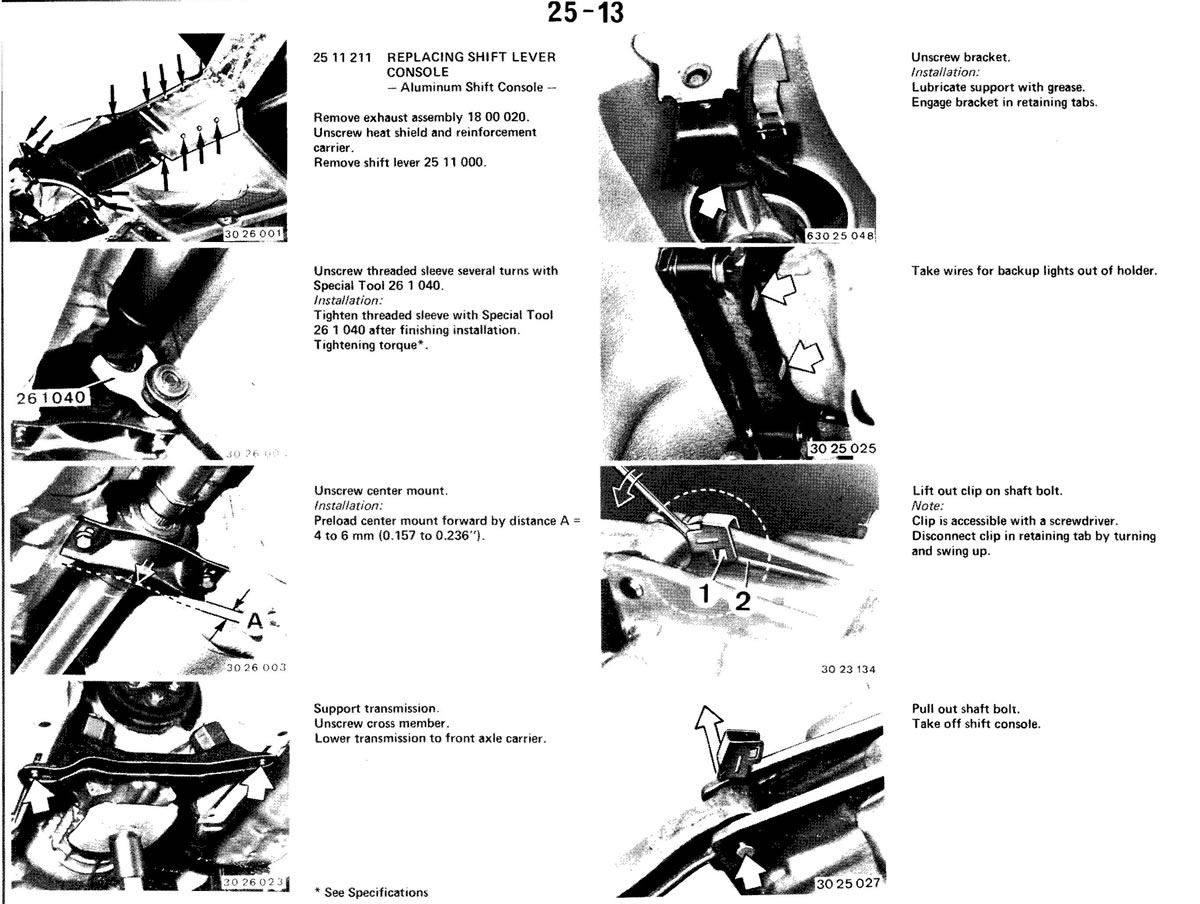 25-13
25 11 211 REPLACING SHIFT LEVER
CONSOLE
— Aluminum Shift Console —
Remove exhaust assembly 18 00 020.
Unscrew heat shield and reinforcement
carrier.
Remove shift lever 25 11 000.
30 26 001
Unscrew threaded sleeve several turns with
Special Tool 26 1 040.
Installation:
Tighten threaded sleeve with Special Tool
26 1 040 after finishing installation.
Tightening torque*.
26 1 040
30 26
Unscrew center mount.
Installation:
Preload center mount forward by distance A =
4 to 6 mm (0.157 to 0.236").
A
30 26 003
Support transmission.
Unscrew cross member.
Lower transmission to front axle carrier.
30 26 023
* See Specifications
Unscrew bracket.
Installation:
Lubricate support with grease.
Engage bracket in retaining tabs.
63025 048
Take wires for backup lights out of holder.
30 25 025
Lift out clip on shaft bolt.
Note:
Clip is accessible with a screwdriver.
Disconnect clip in retaining tab by turning
and swing up.
1 2
30 23 134
Pull out shaft bolt.
Take off shift console.
30 25 027